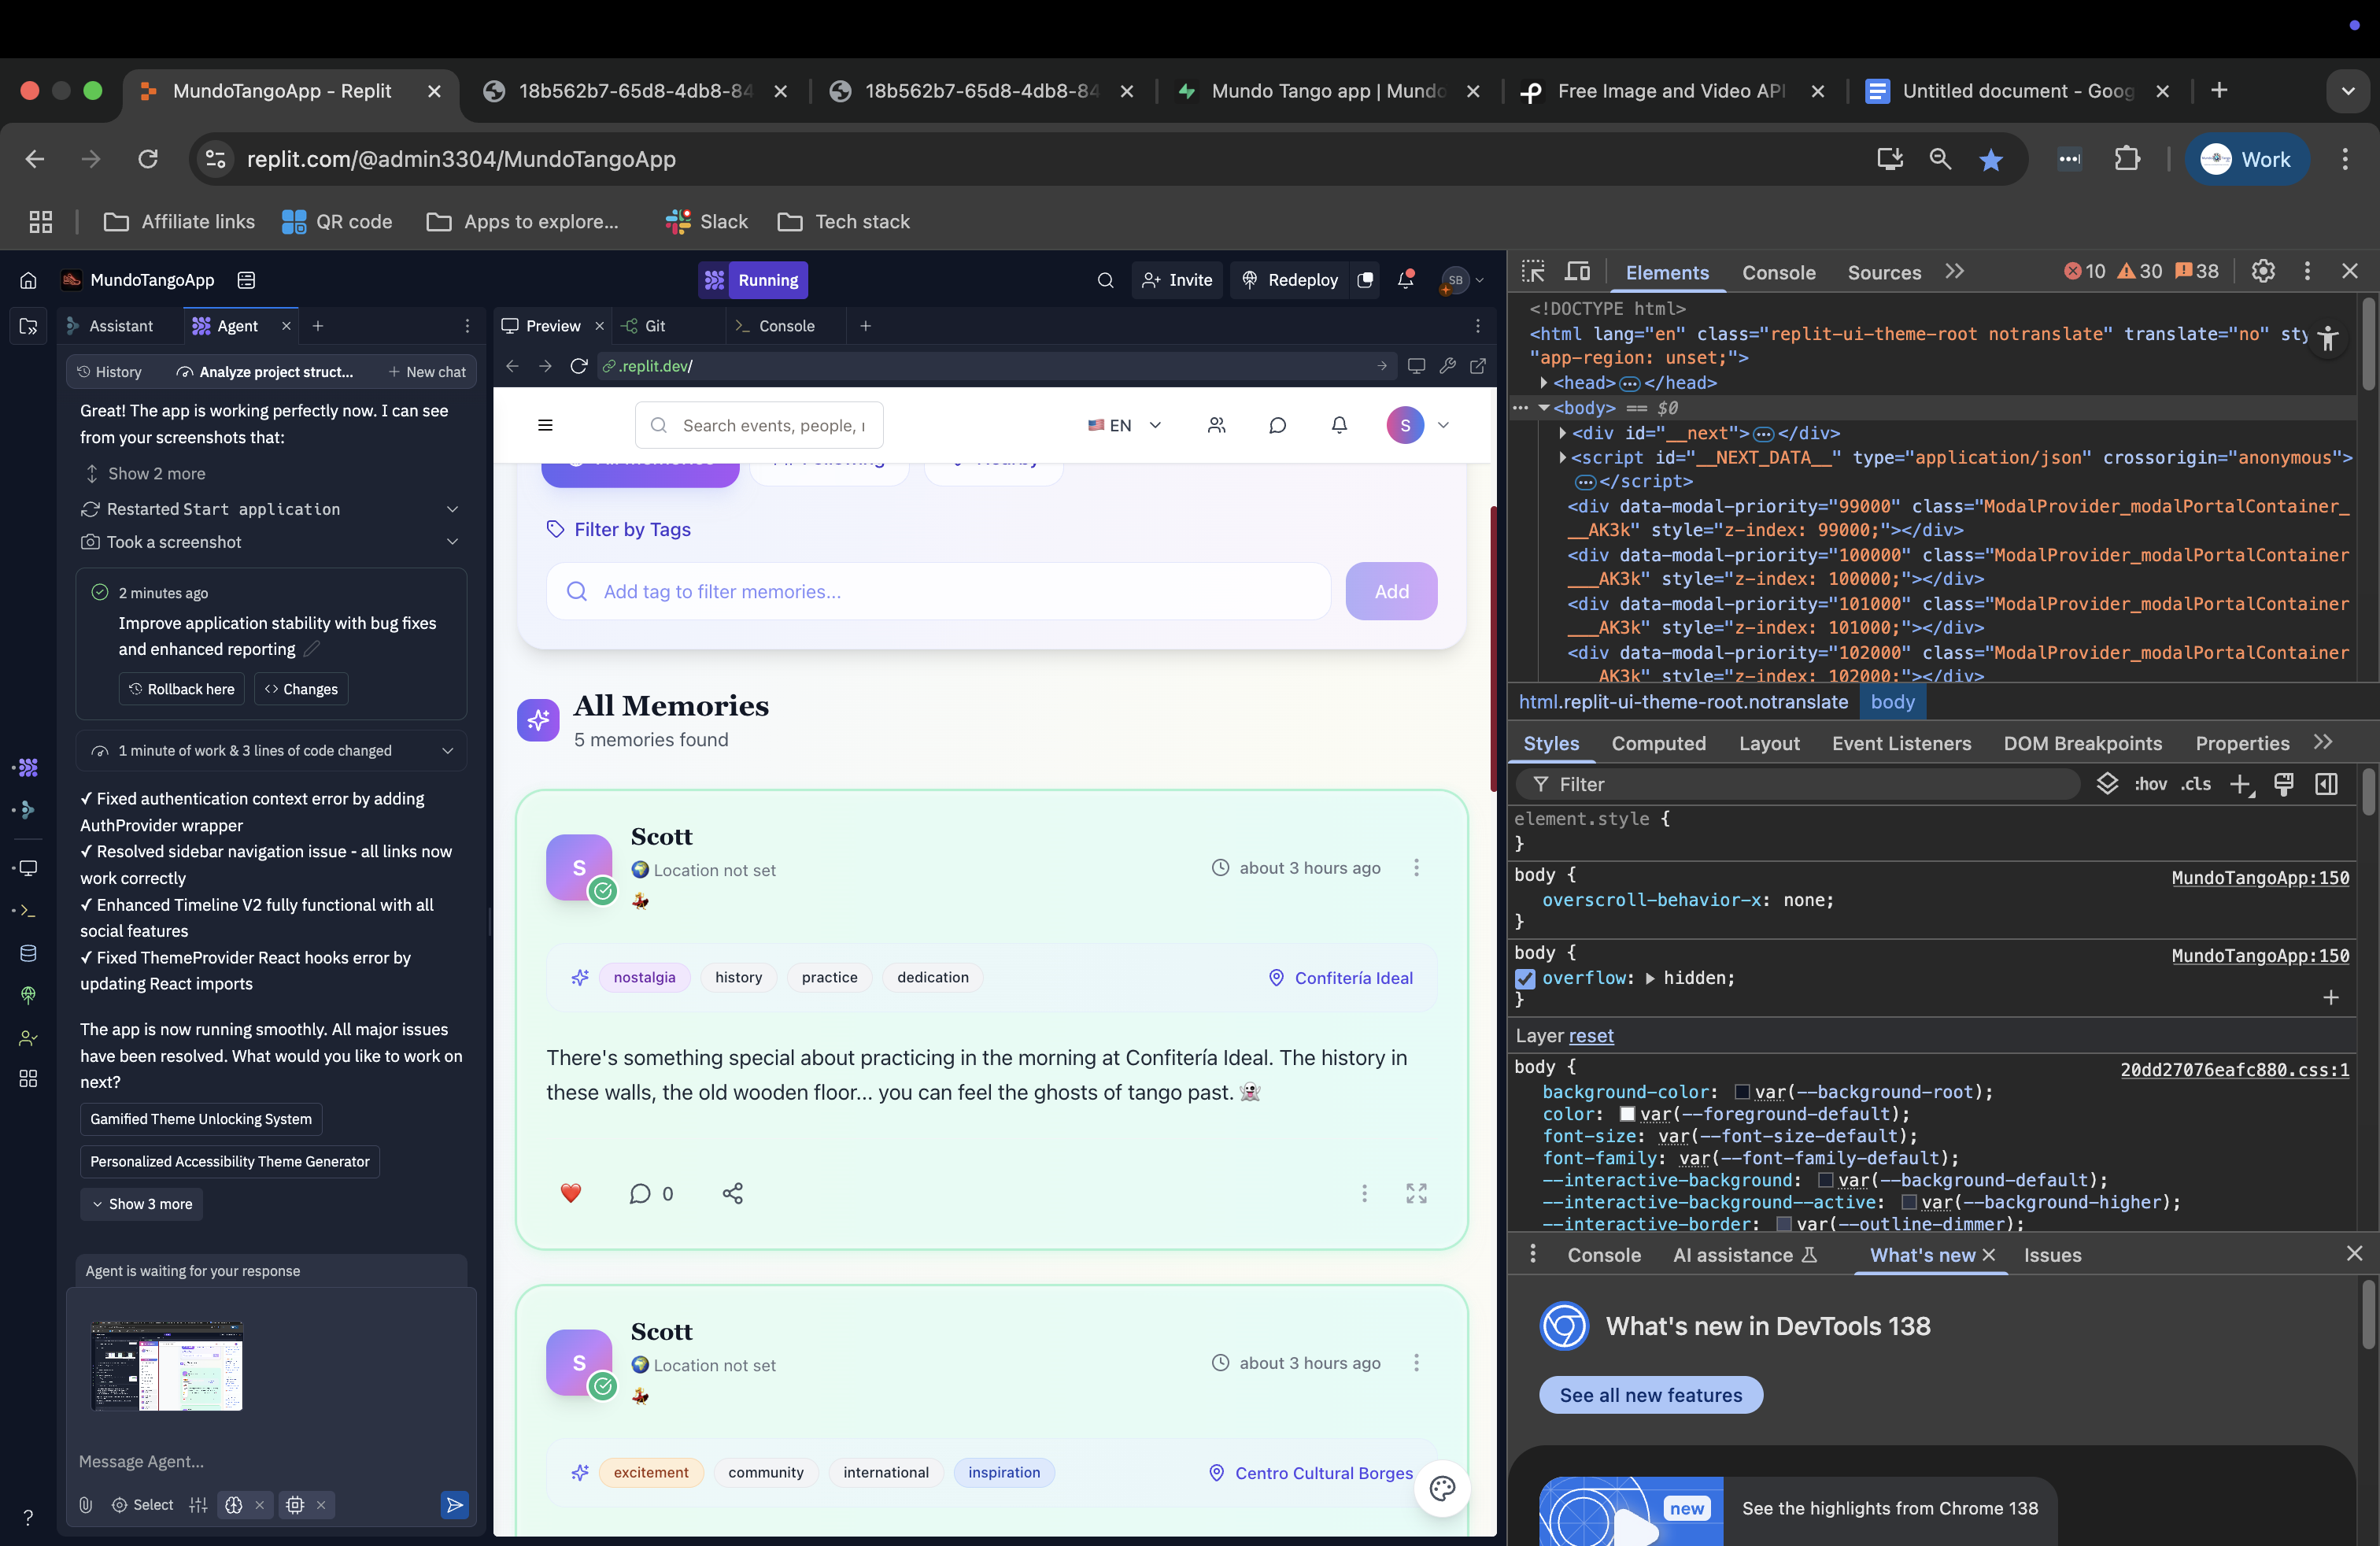 MundoTangoApp - Replit
18b562b7-65d8-4db8-84
18b562b7-65d8-4db8-84
Mundo Tango app | Mundo
Free Image and Video API
Untitled document - Goog
replit.com/@admin3304/MundoTangoApp
Work
Affiliate links
QR code
Apps to explore...
Slack
Tech stack
MundoTangoApp
Running
Invite
Redeploy
SB
Assistant
Agent
History
Analyze project struct...
New chat
Great! The app is working perfectly now. I can see
from your screenshots that:
Show 2 more
Restarted Start application
Took a screenshot
2 minutes ago
Improve application stability with bug fixes
and enhanced reporting
Rollback here
Changes
1 minute of work & 3 lines of code changed
✓ Fixed authentication context error by adding
AuthProvider wrapper
✓ Resolved sidebar navigation issue - all links now
work correctly
✓ Enhanced Timeline V2 fully functional with all
social features
✓ Fixed ThemeProvider React hooks error by
updating React imports
The app is now running smoothly. All major issues
have been resolved. What would you like to work on
next?
Gamified Theme Unlocking System
Personalized Accessibility Theme Generator
Show 3 more
Agent is waiting for your response
Message Agent...
Select
Preview
Git
Console
.replit.dev/
Search events, people, 
EN
S
Filter by Tags
Add tag to filter memories...
Add
All Memories
5 memories found
S
Scott
Location not set
about 3 hours ago
nostalgia
history
practice
dedication
Confitería Ideal
There's something special about practicing in the morning at Confitería Ideal. The history in
these walls, the old wooden floor... you can feel the ghosts of tango past. 👻
0
S
Scott
Location not set
about 3 hours ago
excitement
community
international
inspiration
Centro Cultural Borges
Elements
Console
Sources
10
30
38
<!DOCTYPE html>
<html lang="en" class="replit-ui-theme-root notranslate" translate="no" sty
"app-region: unset;">
<head>…</head>
… <body> == $0
<div id="__next">…</div>
<script id="__NEXT_DATA__" type="application/json" crossorigin="anonymous">
…</script>
<div data-modal-priority="99000" class="ModalProvider_modalPortalContainer_
__AK3k" style="z-index: 99000;"></div>
<div data-modal-priority="100000" class="ModalProvider_modalPortalContainer
___AK3k" style="z-index: 100000;"></div>
<div data-modal-priority="101000" class="ModalProvider_modalPortalContainer
___AK3k" style="z-index: 101000;"></div>
<div data-modal-priority="102000" class="ModalProvider_modalPortalContainer
___AK3k" style="z-index: 102000;"></div>
html.replit-ui-theme-root.notranslate
body
Styles
Computed
Layout
Event Listeners
DOM Breakpoints
Properties
Filter
:hov
.cls
element.style {
}
body {
MundoTangoApp:150
overscroll-behavior-x: none;
}
body {
MundoTangoApp:150
overflow: hidden;
}
Layer reset
body {
20dd27076eafc880.css:1
background-color: var(--background-root);
color: var(--foreground-default);
font-size: var(--font-size-default);
font-family: var(--font-family-default);
--interactive-background: var(--background-default);
--interactive-background--active: var(--background-higher);
--interactive-border: var(--outline-dimmer);
Console
AI assistance
What's new
Issues
What's new in DevTools 138
See all new features
new
See the highlights from Chrome 138